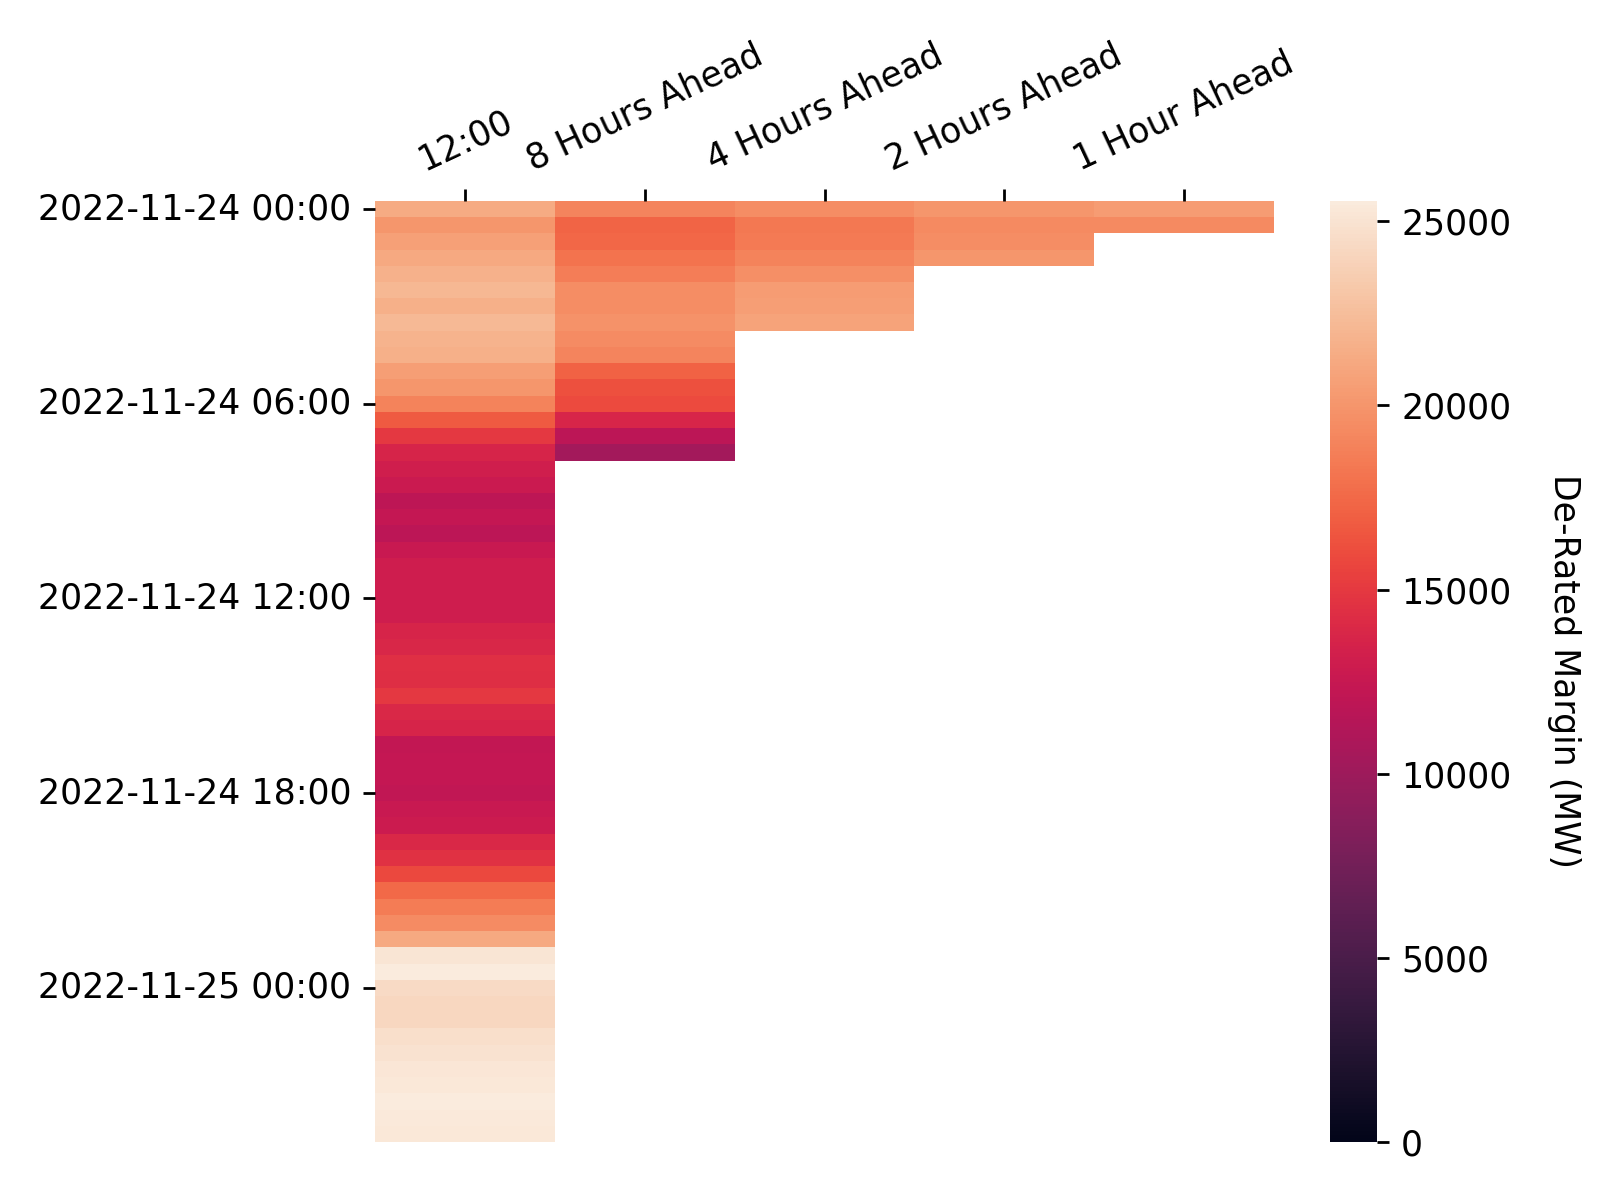 12:00
8 Hours Ahead
4 Hours Ahead
2 Hours Ahead
1 Hour Ahead
2022-11-24 00:00
2022-11-24 06:00
2022-11-24 12:00
2022-11-24 18:00
2022-11-25 00:00
25000
20000
15000
10000
5000
0
De-Rated Margin (MW)